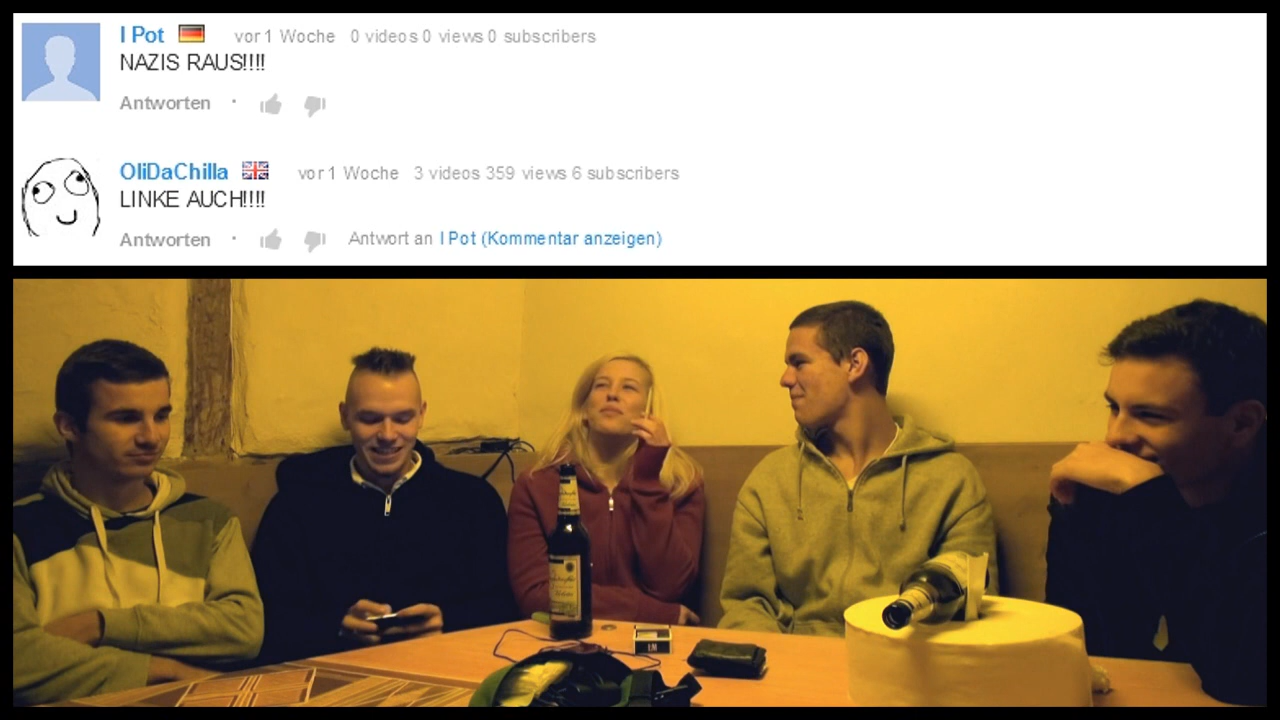 I Pot vor 1 Woche 0 videos 0 views 0 subscribers
NAZIS RAUS!!!!
Antworten ·
OliDaChilla vor 1 Woche 3 videos 359 views 6 subscribers
LINKE AUCH!!!!
Antworten · Antwort an I Pot (Kommentar anzeigen)
LM